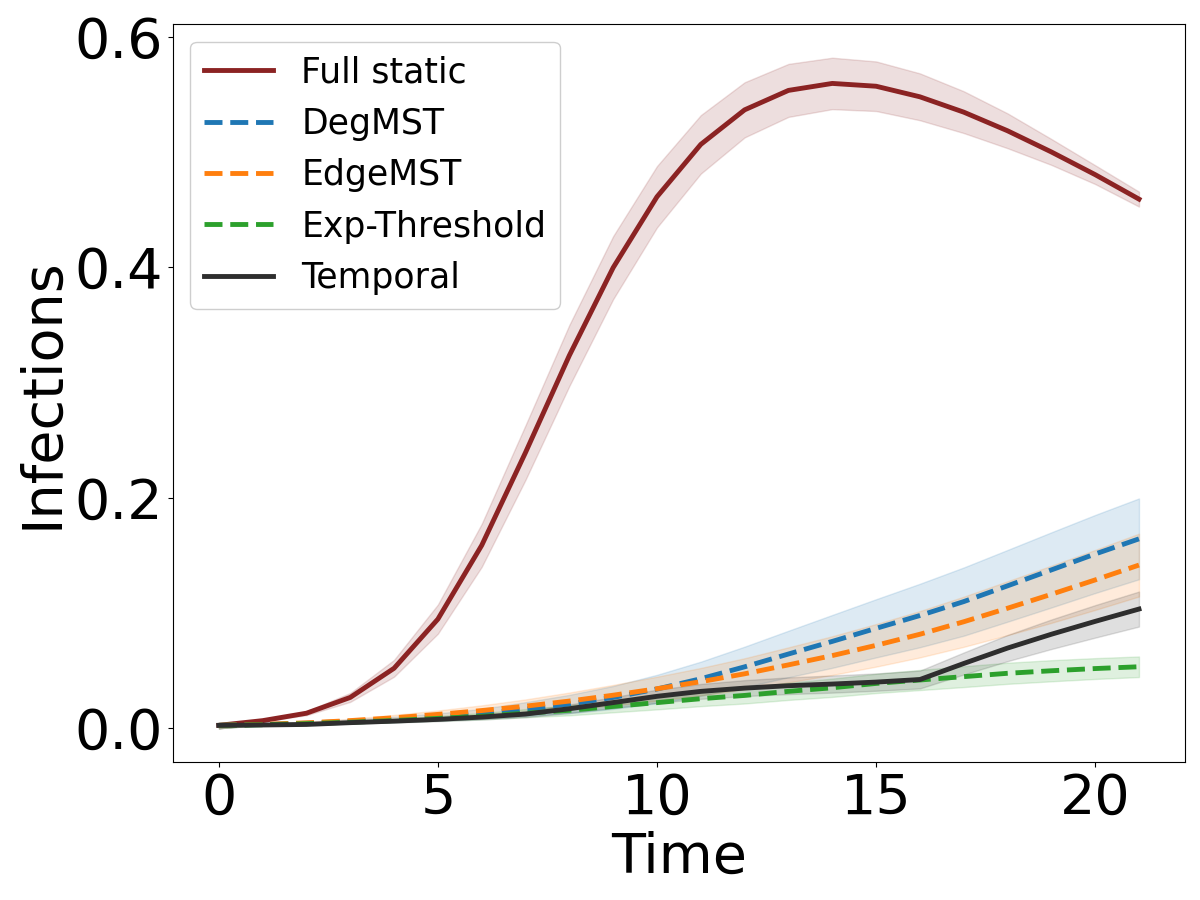 Infections
0.6
0.4
0.2
0.0
Full static
DegMST
EdgeMST
Exp-Threshold
Temporal
0 5 10 15 20
Time